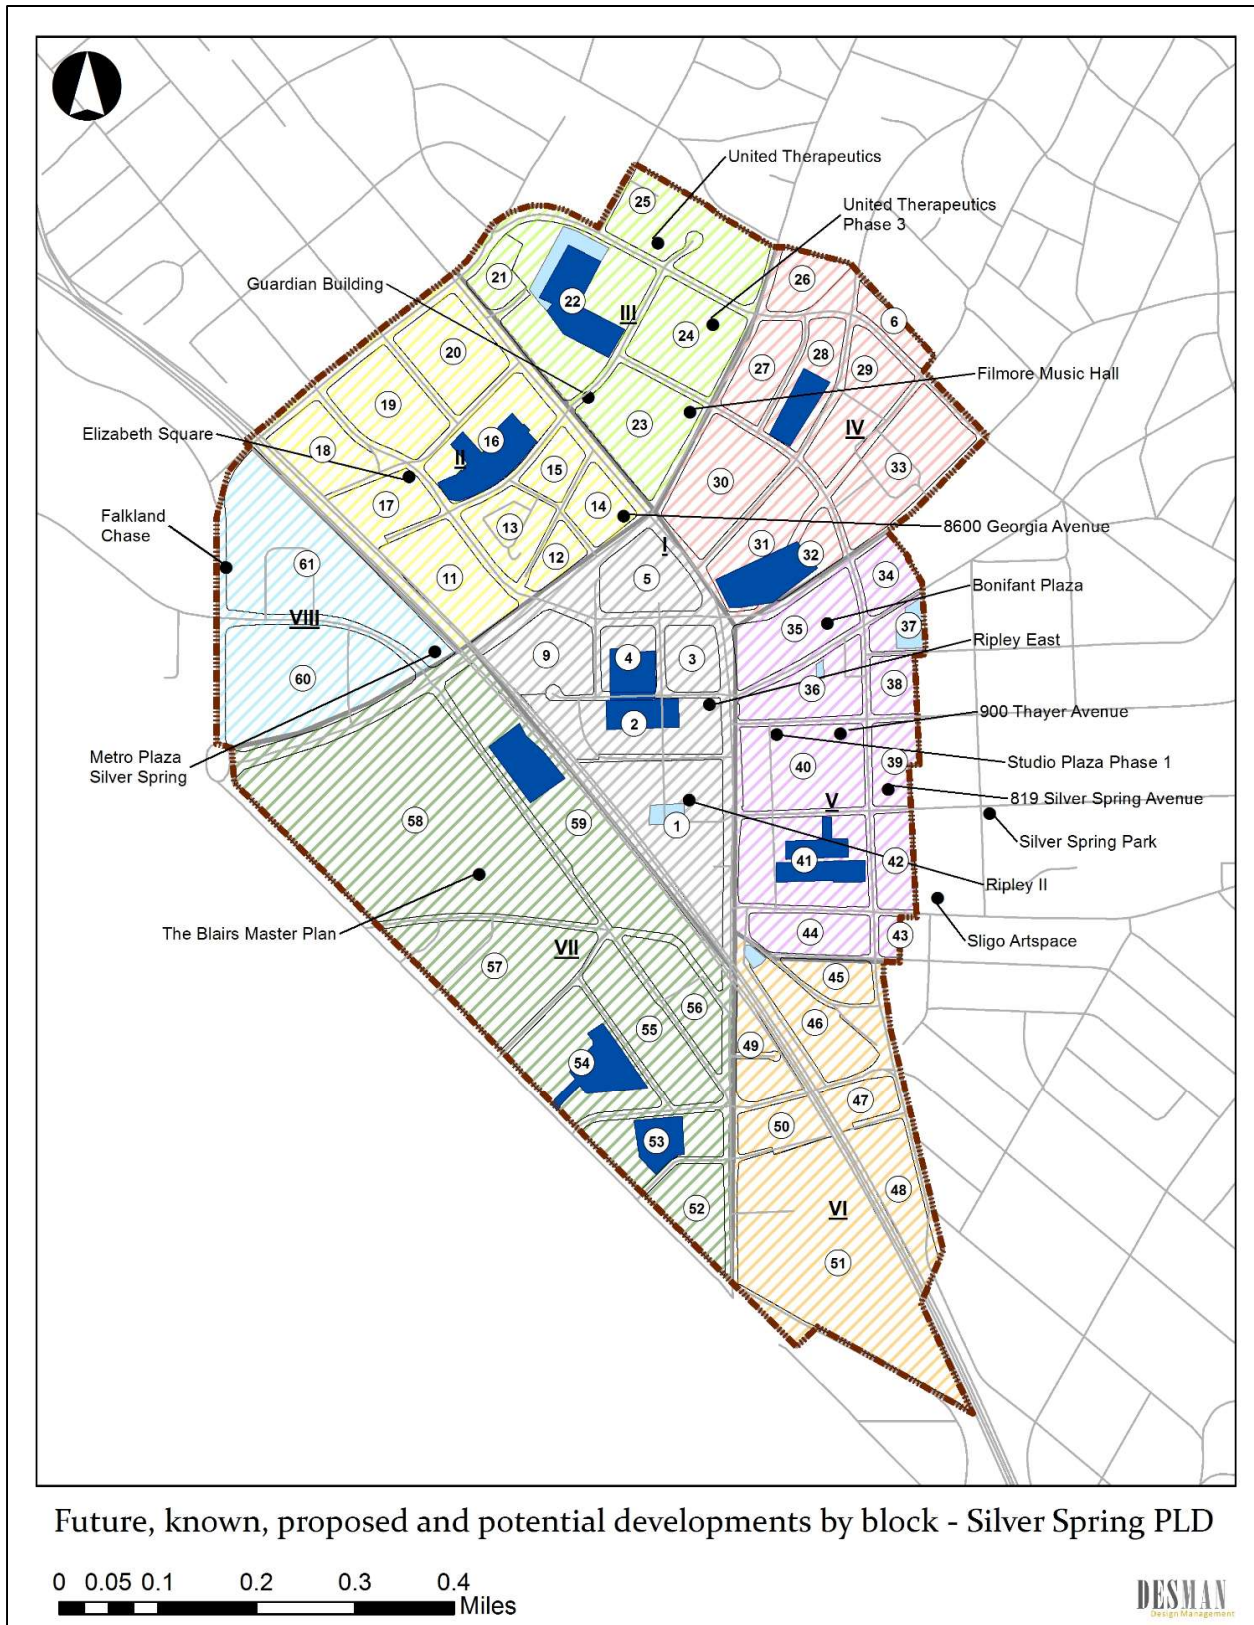 United Therapeutics
25
United Therapeutics
Phase 3
Guardian Building
26
21
22
III
6
24
20
28
27
29
Filmore Music Hall
19
23
IV
Elizabeth Square
18
16
II
15
33
30
17
14
Falkland
Chase
13
8600 Georgia Avenue
I
31
32
12
61
5
11
34
Bonifant Plaza
VIII
35
37
Ripley East
9
4
3
60
36
38
900 Thayer Avenue
2
Metro Plaza
Silver Spring
40
39
Studio Plaza Phase 1
V
819 Silver Spring Avenue
58
59
1
Silver Spring Park
41
42
Ripley II
The Blairs Master Plan
44
43
Sligo Artspace
VII
57
45
56
46
55
49
54
47
50
53
48
52
VI
51
Future, known, proposed and potential developments by block - Silver Spring PLD
0 0.05 0.1 0.2 0.3 0.4
Miles
DESMAN
Design Management